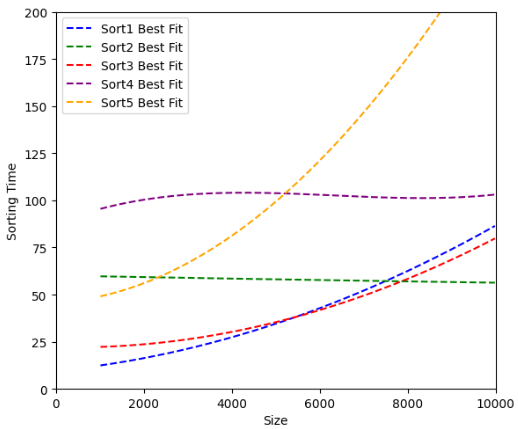 200
175
150
125
100
75
50
25
0
Sorting Time
Sort1 Best Fit
Sort2 Best Fit
Sort3 Best Fit
Sort4 Best Fit
Sort5 Best Fit
0 2000 4000 6000 8000 10000
Size